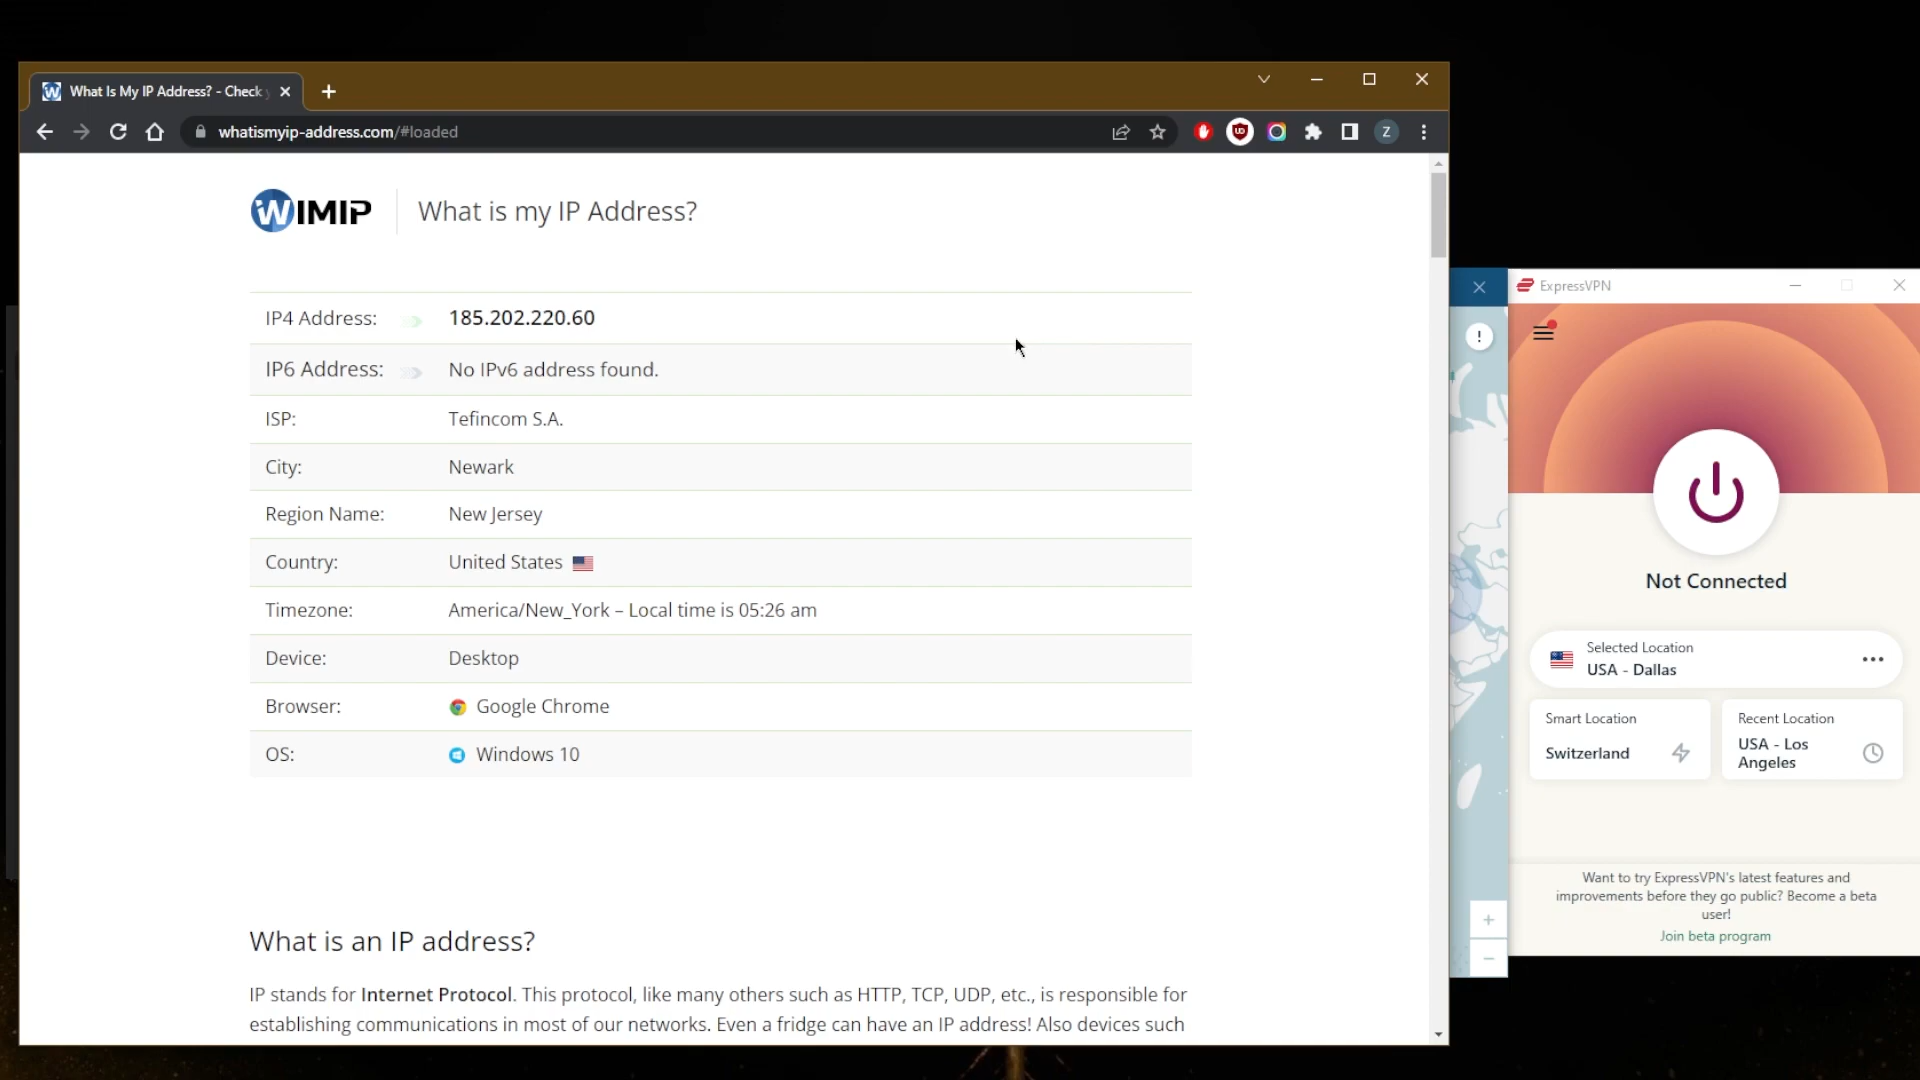 What Is My IP Address? - Check
whatismyip-address.com/#loaded
Z
WIMIP
What is my IP Address?
IP4 Address: 185.202.220.60
IP6 Address: No IPv6 address found.
ISP: Tefincom S.A.
City: Newark
Region Name: New Jersey
Country: United States
Timezone: America/New_York – Local time is 05:26 am
Device: Desktop
Browser: Google Chrome
OS: Windows 10
What is an IP address?
IP stands for Internet Protocol. This protocol, like many others such as HTTP, TCP, UDP, etc., is responsible for
establishing communications in most of our networks. Even a fridge can have an IP address! Also devices such
ExpressVPN
Not Connected
Selected Location
USA - Dallas
Smart Location
Switzerland
Recent Location
USA - Los
Angeles
Want to try ExpressVPN's latest features and
improvements before they go public? Become a beta
user!
Join beta program